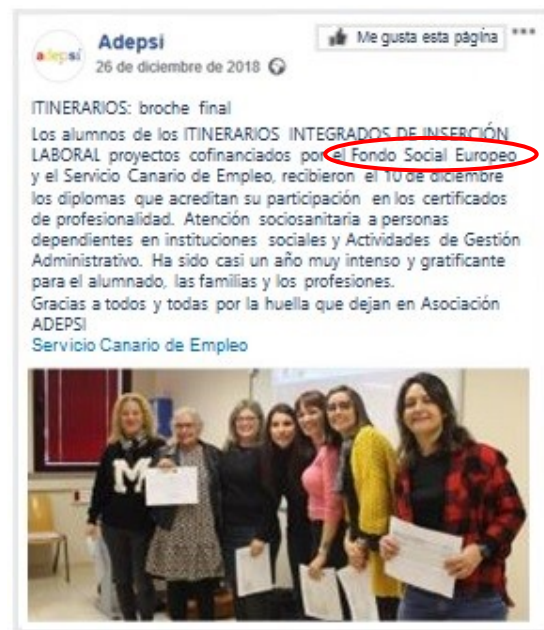 adepsi
Adepsi
Me gusta esta página
26 de diciembre de 2018
ITINERARIOS: broche final
Los alumnos de los ITINERARIOS INTEGRADOS DE INSERCIÓN
LABORAL proyectos cofinanciados por el Fondo Social Europeo
y el Servicio Canario de Empleo, recibieron el 10 de diciembre
los diplomas que acreditan su participación en los certificados
de profesionalidad. Atención sociosanitaria a personas
dependientes en instituciones sociales y Actividades de Gestión
Administrativo. Ha sido casi un año muy intenso y gratificante
para el alumnado, las familias y los profesiones.
Gracias a todos y todas por la huella que dejan en Asociación
ADEPSI
Servicio Canario de Empleo
M